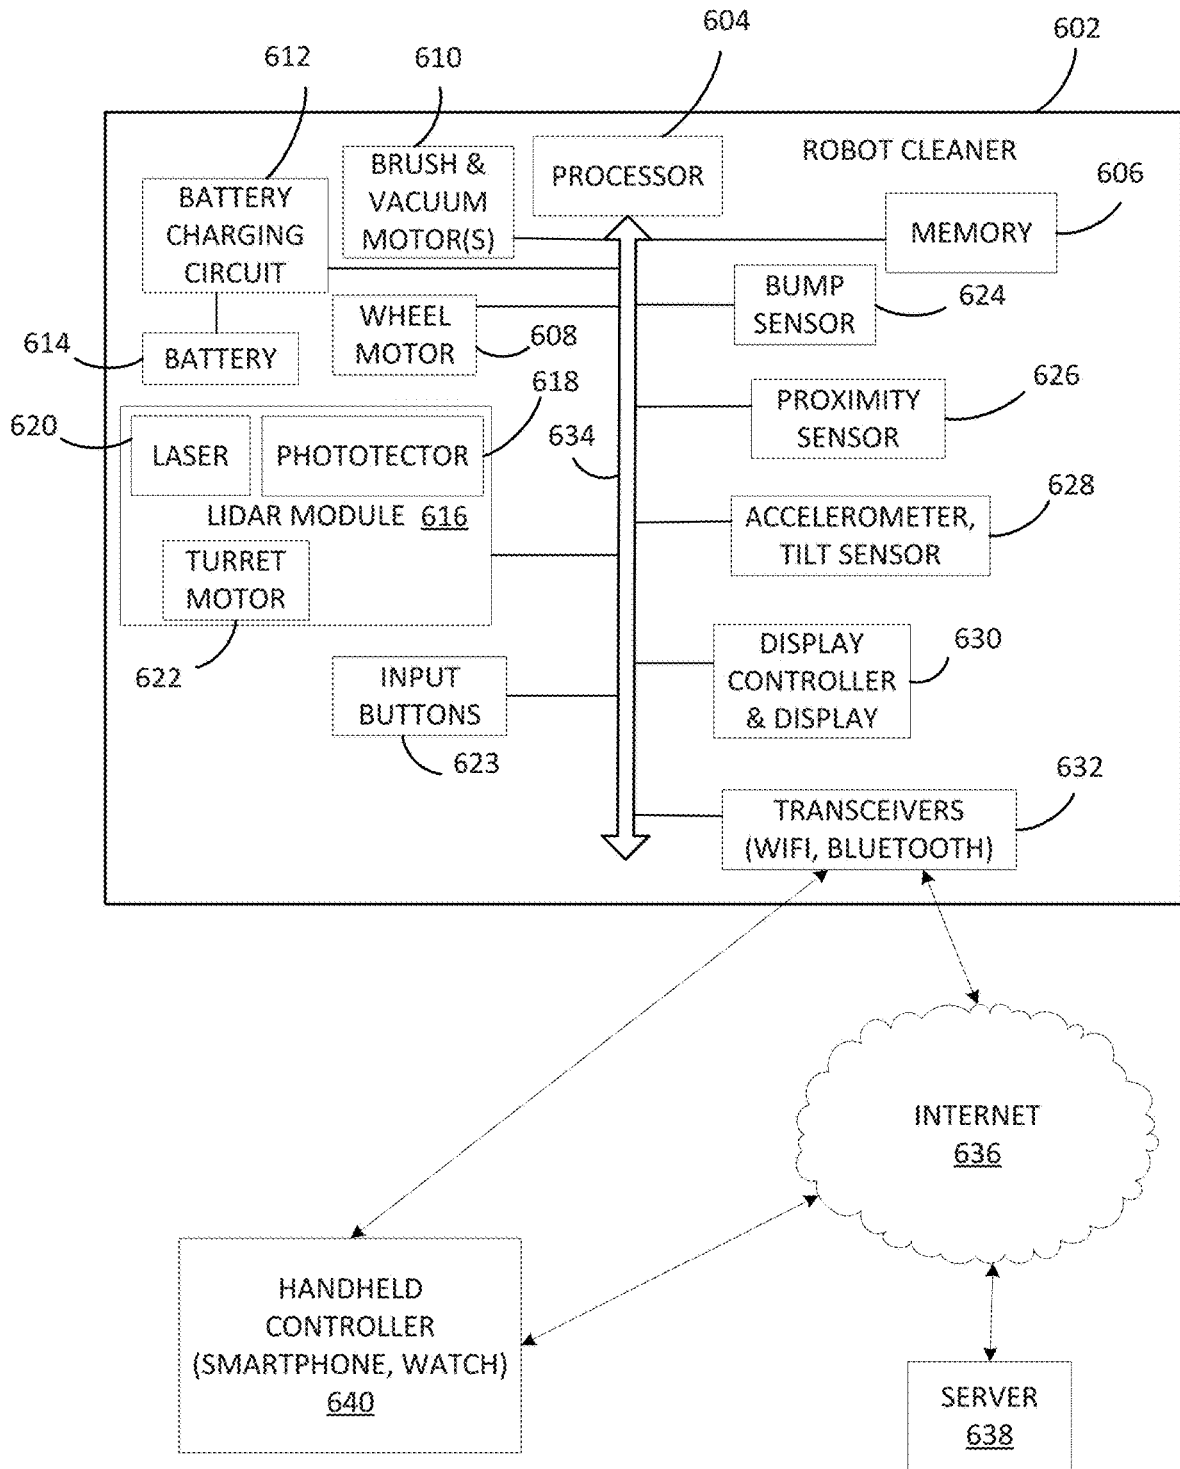 602
604
610
612
ROBOT CLEANER
BRUSH &
VACUUM
MOTOR(S)
PROCESSOR
606
BATTERY
CHARGING
CIRCUIT
MEMORY
BUMP
SENSOR
624
WHEEL
MOTOR
608
614
BATTERY
618
626
PROXIMITY
SENSOR
620
LASER
PHOTOTECTOR
634
628
LIDAR MODULE 616
ACCELEROMETER,
TILT SENSOR
TURRET
MOTOR
622
630
DISPLAY
CONTROLLER
& DISPLAY
INPUT
BUTTONS
623
632
TRANSCEIVERS
(WIFI, BLUETOOTH)
INTERNET
636
HANDHELD
CONTROLLER
(SMARTPHONE, WATCH)
640
SERVER
638